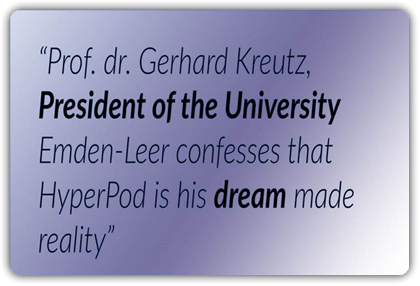 “Prof. dr. Gerhard Kreutz,
President of the University
Emden-Leer confesses that
HyperPod is his dream made
reality”